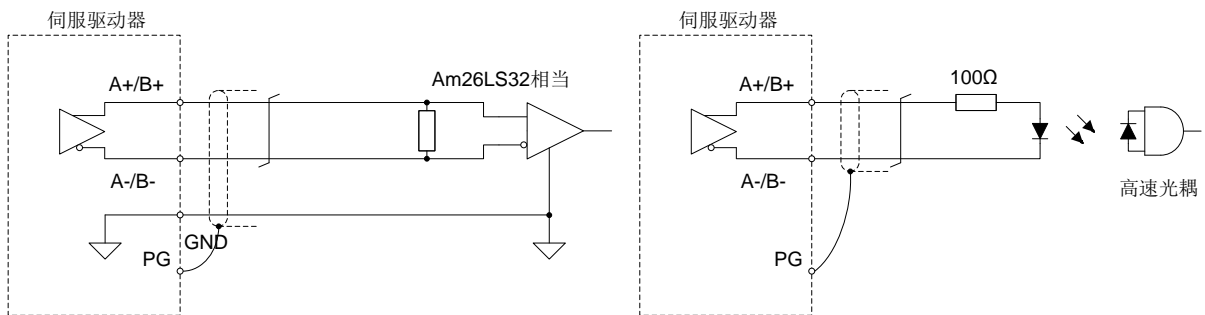 伺服驱动器
A+/B+
A-/B-
GND
PG
Am26LS32相当
伺服驱动器
A+/B+
A-/B-
PG
100Ω
高速光耦